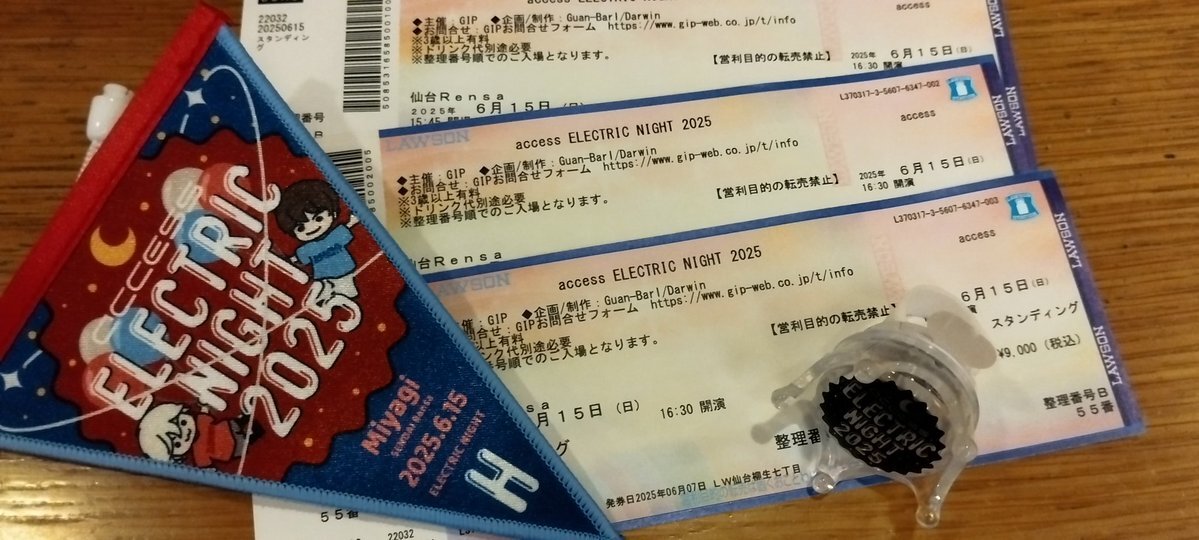 22032
20250615
スタンディン
グ
access
◆主催：GIP ◆企画/制作：Guan-Barl/Darwin
◆お問合せ：GIPお問合せフォーム https://www.gip-web.co.jp/t/info
※3歳以上有料
※ドリンク代別途必要
※整理番号順でのご入場となります。
【営利目的の転売禁止】
2025年 6月15日(日)
16:30 開演
仙台Rensa
2025年 6月15日
LAWSON
L370317-3-5607-6347-002
access ELECTRIC NIGHT 2025
access
◆主催：GIP ◆企画/制作：Guan-Barl/Darwin
◆お問合せ：GIPお問合せフォーム https://www.gip-web.co.jp/t/info
※3歳以上有料
※ドリンク代別途必要
※整理番号順でのご入場となります。
【営利目的の転売禁止】
2025年 6月15日(日)
16:30 開演
台Rensa
LAWSON
L370317-3-5607-6347-003
access ELECTRIC NIGHT 2025
access
GIP ◆企画/制作：Guan-Barl/Darwin
GIPお問合せフォーム https://www.gip-web.co.jp/t/info
上有料
ンク代別途必要
番号順でのご入場となります。
【営利目的の転売禁止】
6月15日(日)
スタンディング
¥9,000（税込）
月15日（日） 16:30 開演
整理番
整理番号日
55番
発券日2025年06月07日 LW仙台柳生七丁目
LAWSON
LAWSON
access
ELECTRIC
NIGHT
2025
Miyagi
SENDAI Rensa
2025.6.15
ELECTRIC NIGHT
H
ELECTRIC
NIGHT
2025
55番
22032